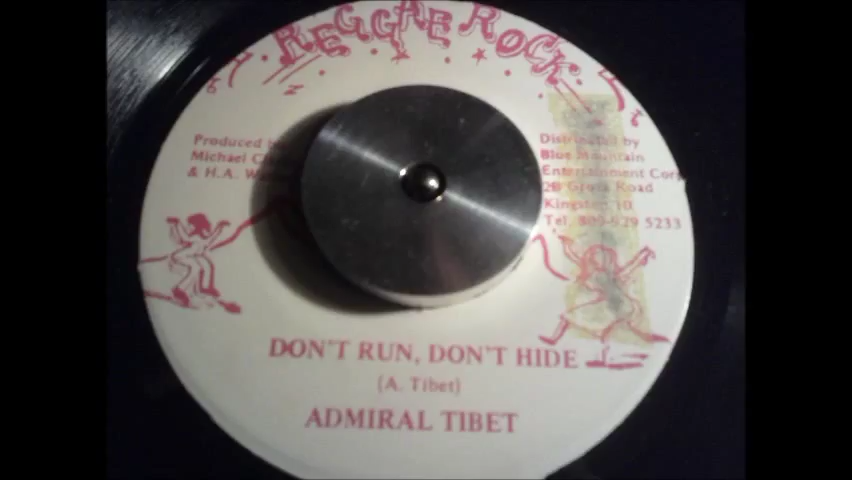 REGGAE ROCK
Produced by
Michael
& H.A.
Distributed by
Blue Mountain
Entertainment Corp.
Road
Kingston 10
Tel. 809-929 5233
DON'T RUN, DON'T HIDE
(A. Tibet)
ADMIRAL TIBET